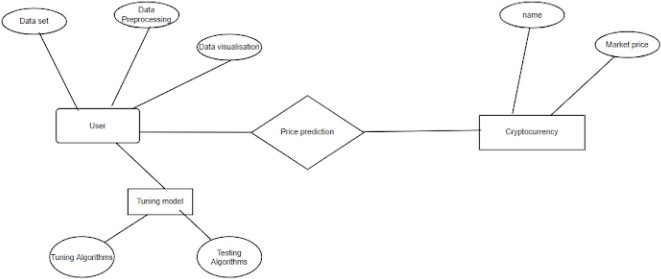 name
Data
Preprocessing
Data set
Market price
Data visualisation
User
Price prediction
Cryptocurrency
Tuning model
Tuning Algorithms
Testing
Algorithms